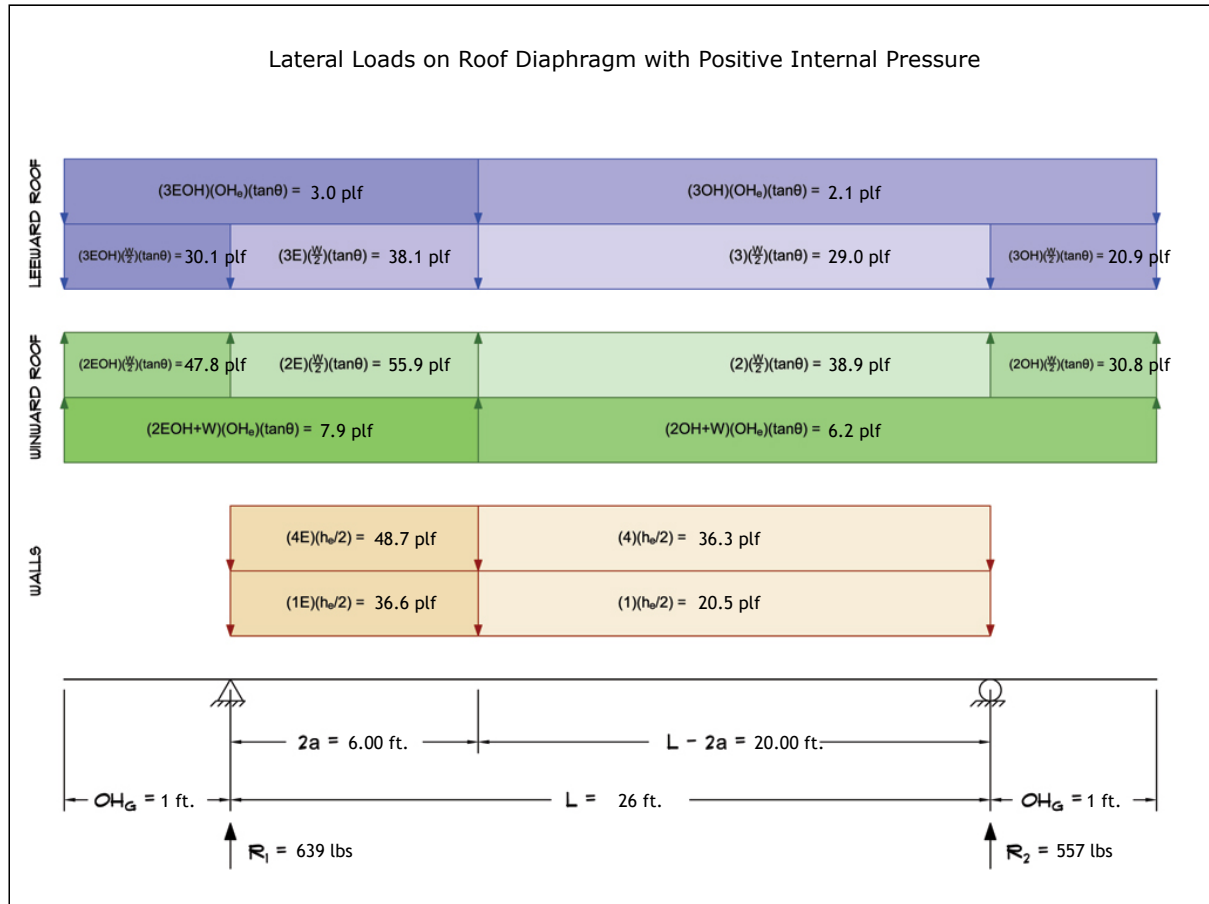 Lateral Loads on Roof Diaphragm with Positive Internal Pressure
LEEWARD ROOF
(3EOH)(OHₑ)(tanθ) = 3.0 plf
(3OH)(OHₑ)(tanθ) = 2.1 plf
(3EOH)(W/2)(tanθ) = 30.1 plf
(3E)(W/2)(tanθ) = 38.1 plf
(3)(W/2)(tanθ) = 29.0 plf
(3OH)(W/2)(tanθ) = 20.9 plf
WINWARD ROOF
(2EOH)(W/2)(tanθ) = 47.8 plf
(2E)(W/2)(tanθ) = 55.9 plf
(2)(W/2)(tanθ) = 38.9 plf
(2OH)(W/2)(tanθ) = 30.8 plf
(2EOH+W)(OHₑ)(tanθ) = 7.9 plf
(2OH+W)(OHₑ)(tanθ) = 6.2 plf
WALLS
(4E)(hₑ/2) = 48.7 plf
(4)(hₑ/2) = 36.3 plf
(1E)(hₑ/2) = 36.6 plf
(1)(hₑ/2) = 20.5 plf
2a = 6.00 ft.
L - 2a = 20.00 ft.
OH_G = 1 ft.
L = 26 ft.
OH_G = 1 ft.
R₁ = 639 lbs
R₂ = 557 lbs